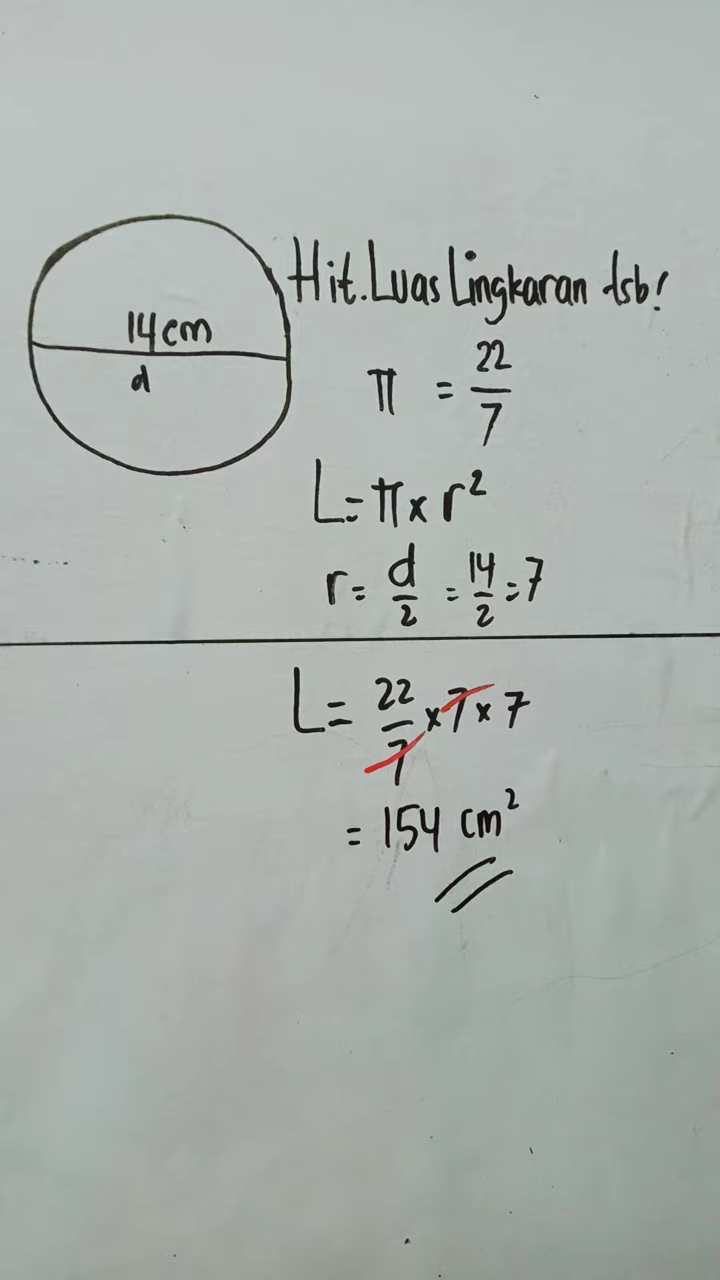 14cm
d
Hit. Luas Lingkaran tsb!
π = 22/7
L = π × r²
r = d/2 = 14/2 = 7
L = 22/7 × 7 × 7
= 154 cm²